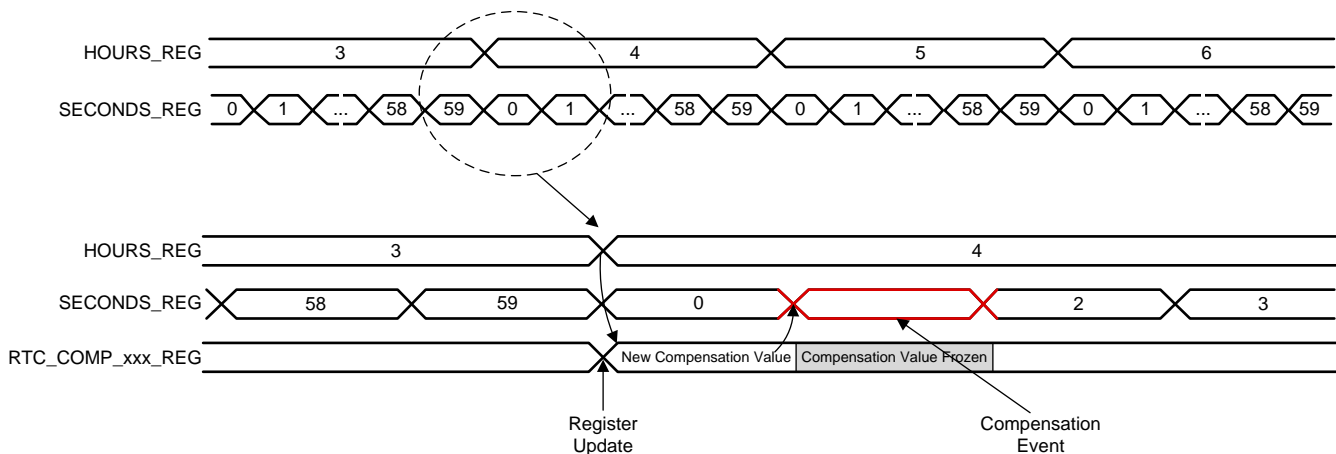 HOURS_REG 3 4 5 6
SECONDS_REG 0 1 ... 58 59 0 1 ... 58 59 0 1 ... 58 59 0 1 ... 58 59
HOURS_REG 3 4
SECONDS_REG 58 59 0 2 3
RTC_COMP_xxx_REG New Compensation Value Compensation Value Frozen
Register Compensation
Update Event